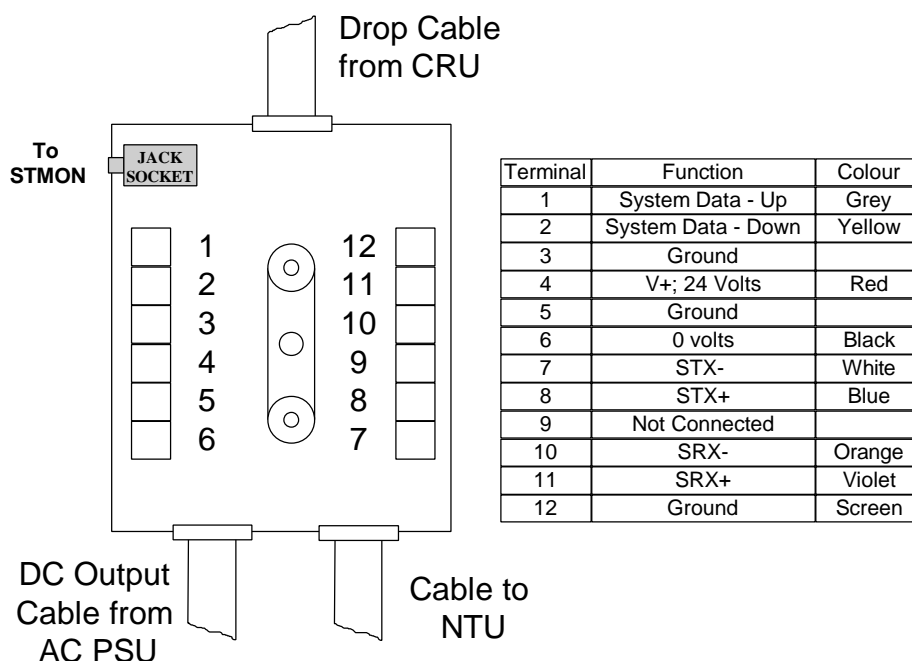 Drop Cable
from CRU
To
STMON
JACK
SOCKET
1 12
2 11
3 10
4 9
5 8
6 7
DC Output
Cable from
AC PSU
Cable to
NTU
Terminal Function Colour
1 System Data - Up Grey
2 System Data - Down Yellow
3 Ground
4 V+; 24 Volts Red
5 Ground
6 0 volts Black
7 STX- White
8 STX+ Blue
9 Not Connected
10 SRX- Orange
11 SRX+ Violet
12 Ground Screen